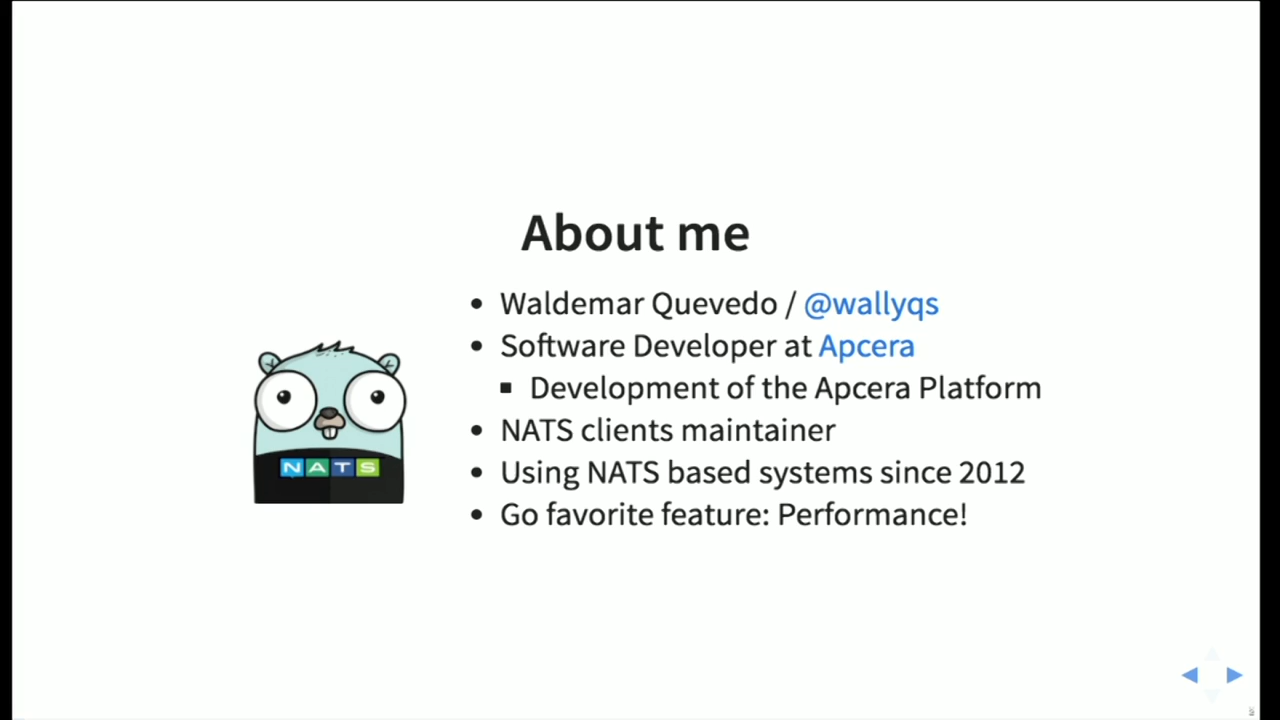 About me
Waldemar Quevedo / @wallyqs
Software Developer at Apcera
Development of the Apcera Platform
NATS clients maintainer
Using NATS based systems since 2012
Go favorite feature: Performance!
NATS